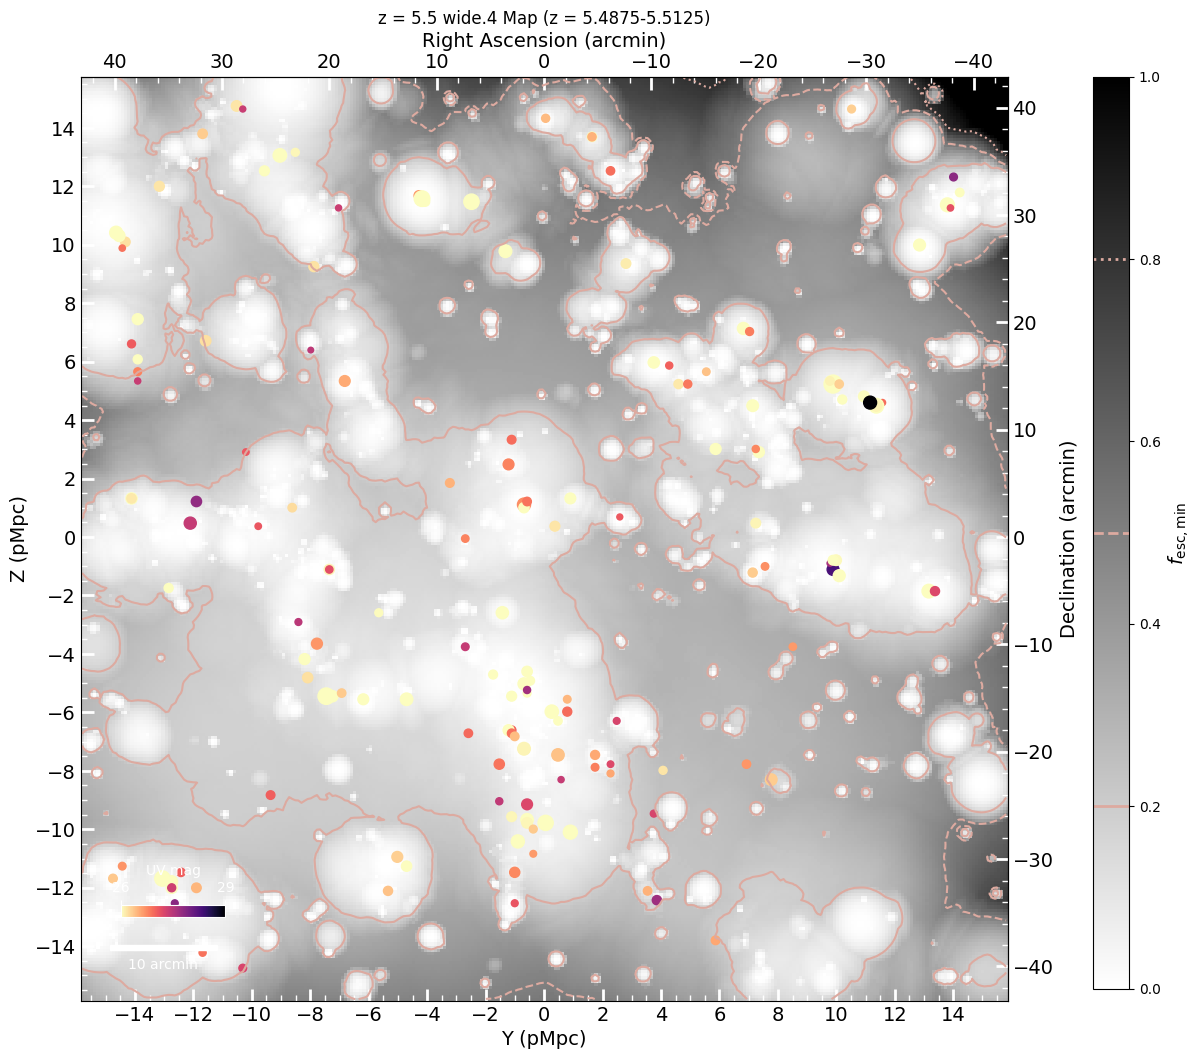 z = 5.5 wide.4 Map (z = 5.4875-5.5125)
Right Ascension (arcmin)
40 30 20 10 0 −10 −20 −30 −40
14 12 10 8 6 4 2 0 −2 −4 −6 −8 −10 −12 −14
Z (pMpc)
40 30 20 10 0 −10 −20 −30 −40
Declination (arcmin)
1.0 0.8 0.6 0.4 0.2 0.0
fesc,min
UV mag
26 29
10 arcmin
−14 −12 −10 −8 −6 −4 −2 0 2 4 6 8 10 12 14
Y (pMpc)